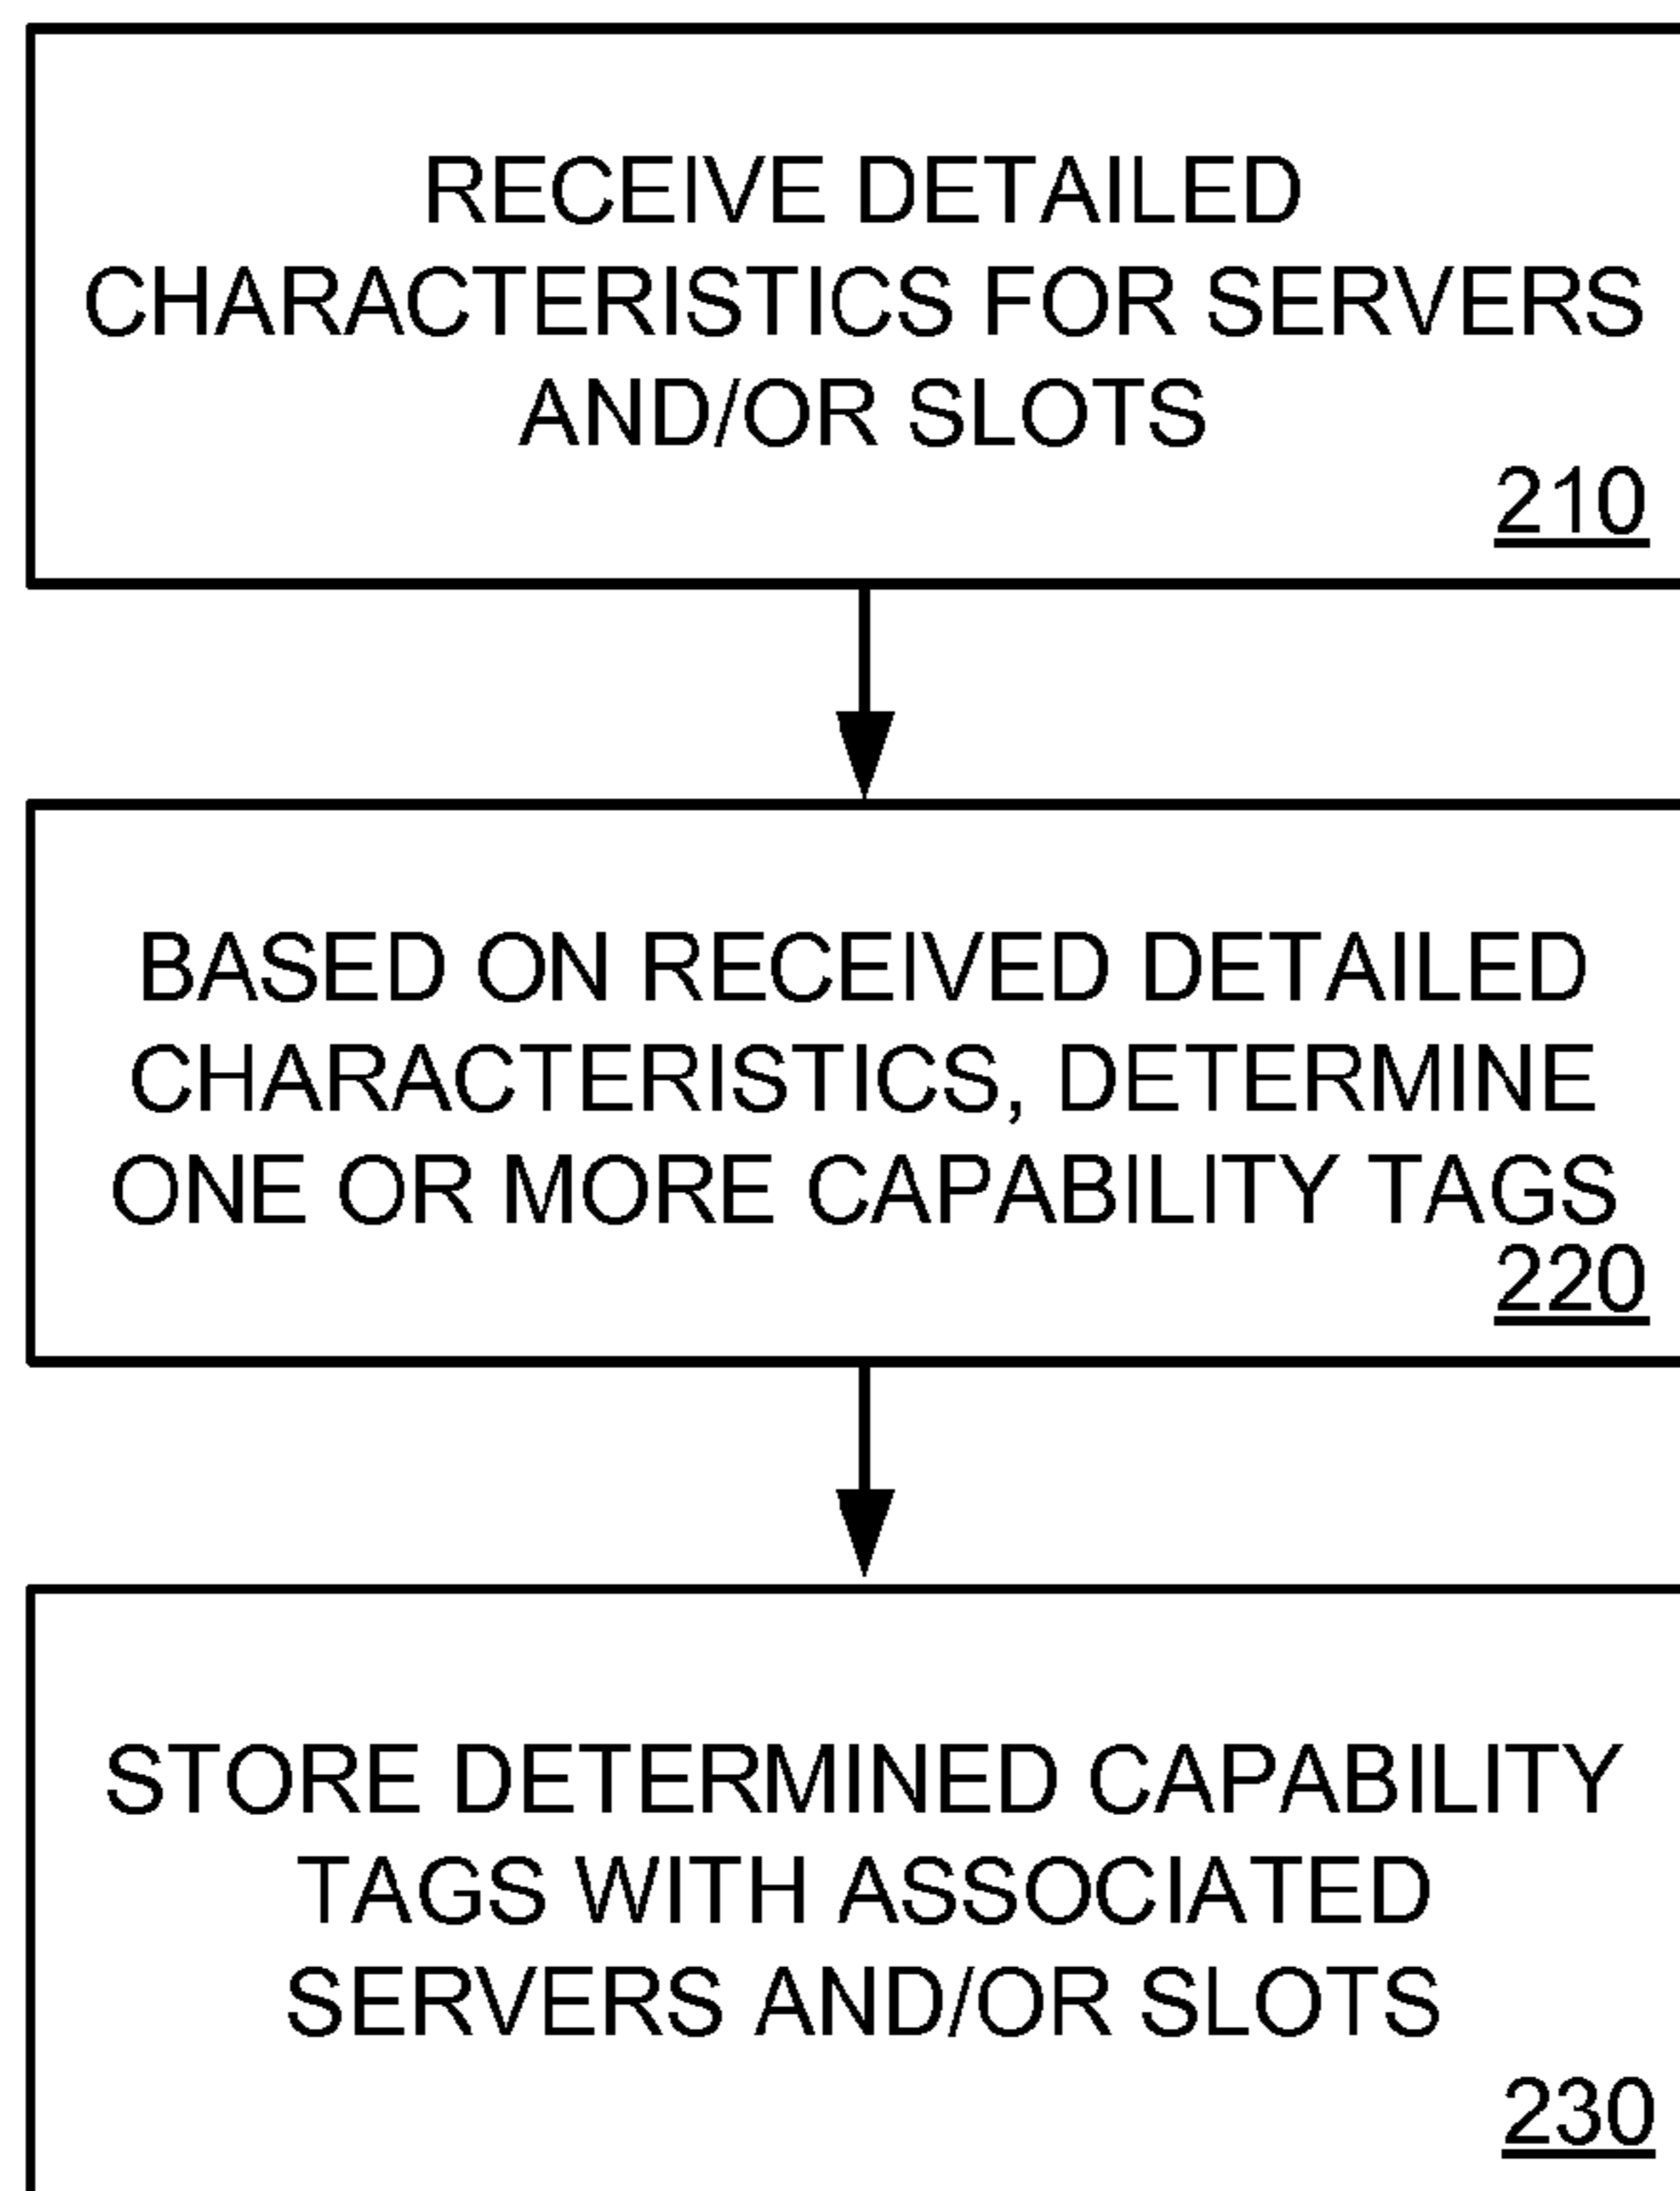 RECEIVE DETAILED
CHARACTERISTICS FOR SERVERS
AND/OR SLOTS
210
BASED ON RECEIVED DETAILED
CHARACTERISTICS, DETERMINE
ONE OR MORE CAPABILITY TAGS
220
STORE DETERMINED CAPABILITY
TAGS WITH ASSOCIATED
SERVERS AND/OR SLOTS
230